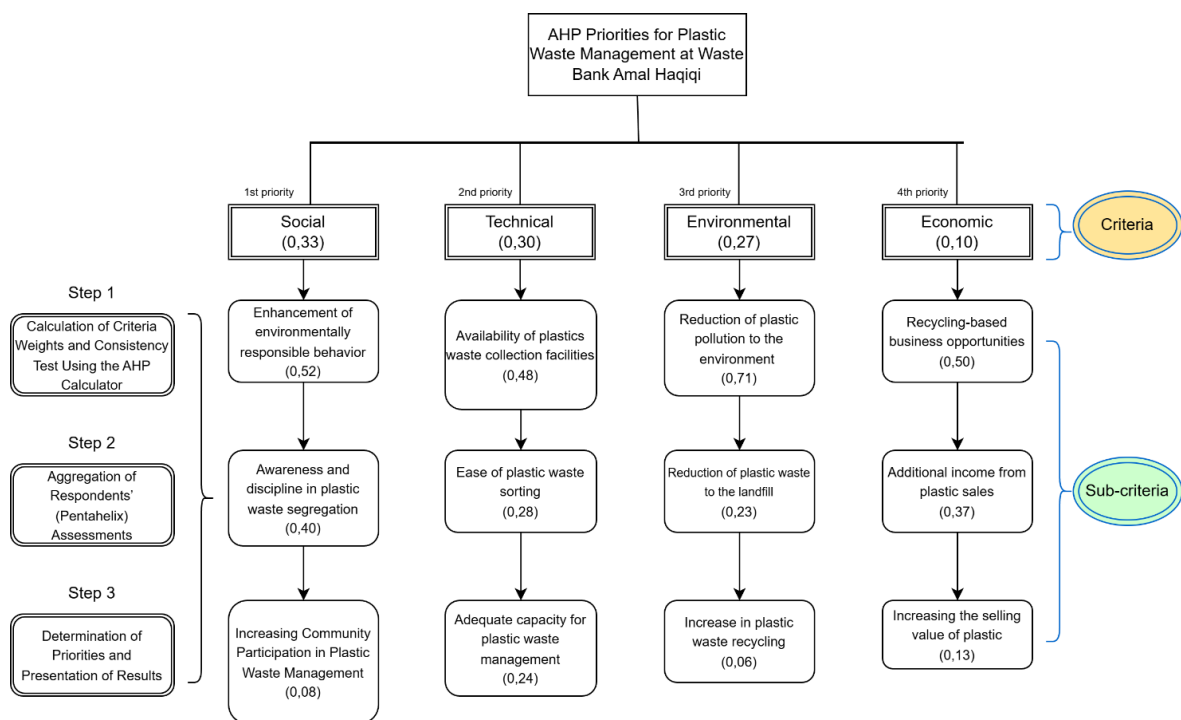 AHP Priorities for Plastic
Waste Management at Waste
Bank Amal Haqiqi
1st priority
2nd priority
3rd priority
4th priority
Social
(0,33)
Technical
(0,30)
Environmental
(0,27)
Economic
(0,10)
Criteria
Step 1
Calculation of Criteria
Weights and Consistency
Test Using the AHP
Calculator
Enhancement of
environmentally
responsible behavior
(0,52)
Availability of plastics
waste collection facilities
(0,48)
Reduction of plastic
pollution to the
environment
(0,71)
Recycling-based
business opportunities
(0,50)
Step 2
Aggregation of
Respondents'
(Pentahelix)
Assessments
Awareness and
discipline in plastic
waste segregation
(0,40)
Ease of plastic waste
sorting
(0,28)
Reduction of plastic waste
to the landfill
(0,23)
Additional income from
plastic sales
(0,37)
Sub-criteria
Step 3
Determination of
Priorities and
Presentation of Results
Increasing Community
Participation in Plastic
Waste Management
(0,08)
Adequate capacity for
plastic waste
management
(0,24)
Increase in plastic
waste recycling
(0,06)
Increasing the selling
value of plastic
(0,13)